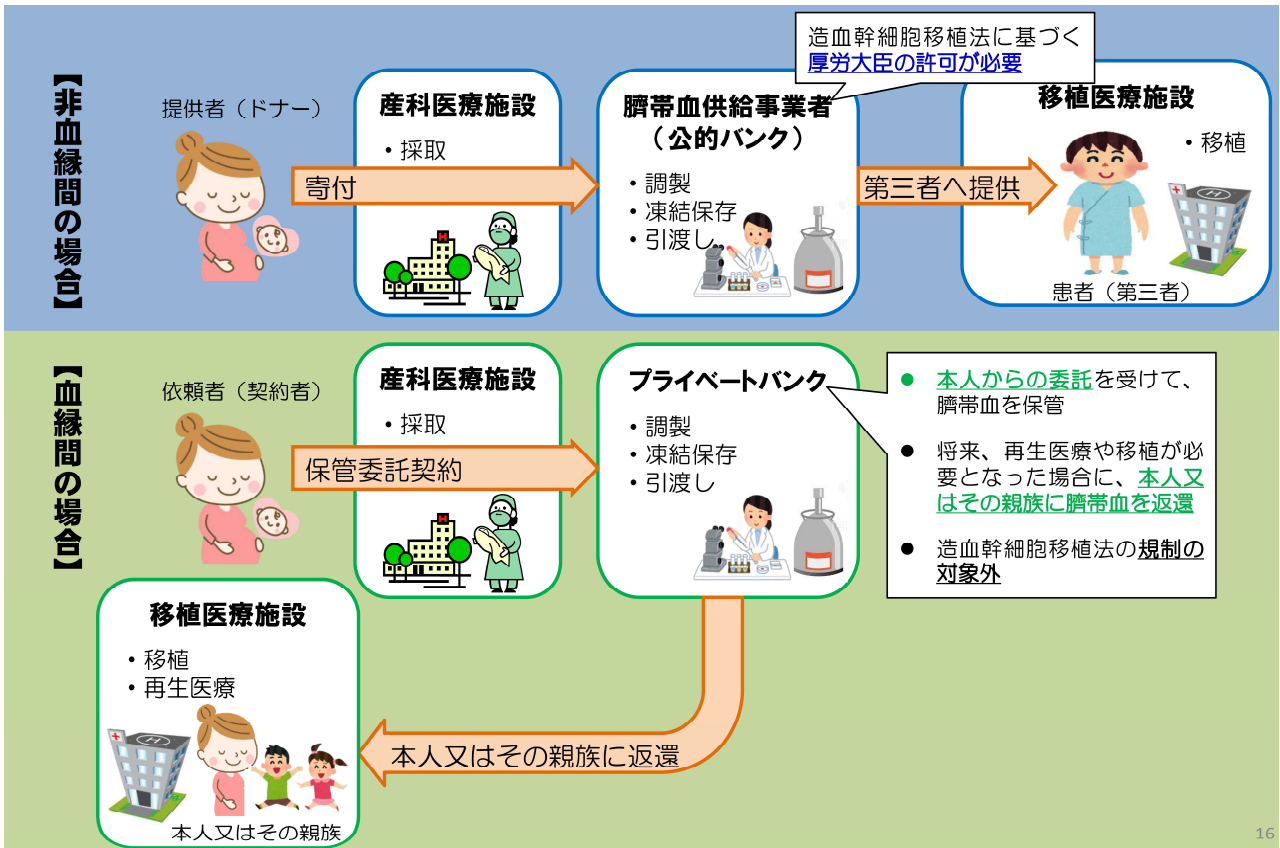 【非血縁間の場合】
提供者（ドナー）
産科医療施設
・採取
寄付
臍帯血供給事業者
（公的バンク）
・調製
・凍結保存
・引渡し
造血幹細胞移植法に基づく
厚労大臣の許可が必要
第三者へ提供
移植医療施設
・移植
患者（第三者）
【血縁間の場合】
依頼者（契約者）
産科医療施設
・採取
保管委託契約
プライベートバンク
・調製
・凍結保存
・引渡し
● 本人からの委託を受けて、
臍帯血を保管
● 将来、再生医療や移植が必
要となった場合に、本人又
はその親族に臍帯血を返還
● 造血幹細胞移植法の規制の
対象外
本人又はその親族に返還
移植医療施設
・移植
・再生医療
本人又はその親族
16